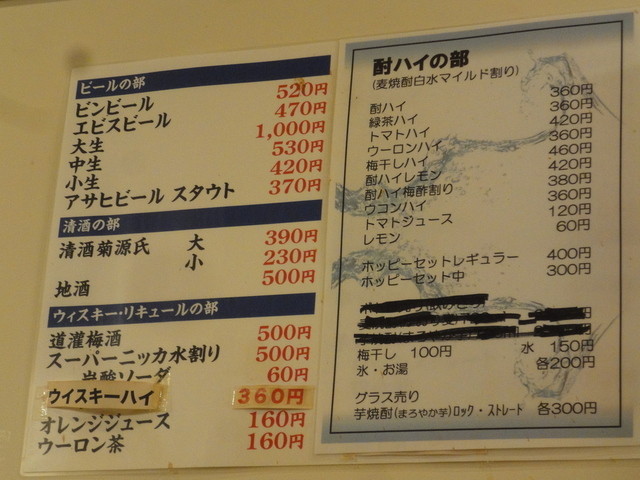 ビールの部
ビンビール 520円
エビスビール 470円
大生 1,000円
中生 530円
小生 420円
アサヒビール スタウト 370円
清酒の部
清酒菊源氏 大 390円
小 230円
地酒 500円
ウィスキー・リキュールの部
道灌梅酒 500円
スーパーニッカ水割り 500円
炭酸ソーダ 60円
ウイスキーハイ 360円
オレンジジュース 160円
ウーロン茶 160円
酎ハイの部
(麦焼酎白水マイルド割り)
酎ハイ 360円
緑茶ハイ 360円
トマトハイ 420円
ウーロンハイ 360円
梅干しハイ 460円
酎ハイレモン 420円
酎ハイ梅酢割り 380円
ウコンハイ 360円
トマトジュース 120円
レモン 60円
ホッピーセットレギュラー 400円
ホッピーセット中 300円
梅干し 100円 水 150円
氷・お湯 各200円
グラス売り
芋焼酎(まろやか芋)ロック・ストレート 各300円